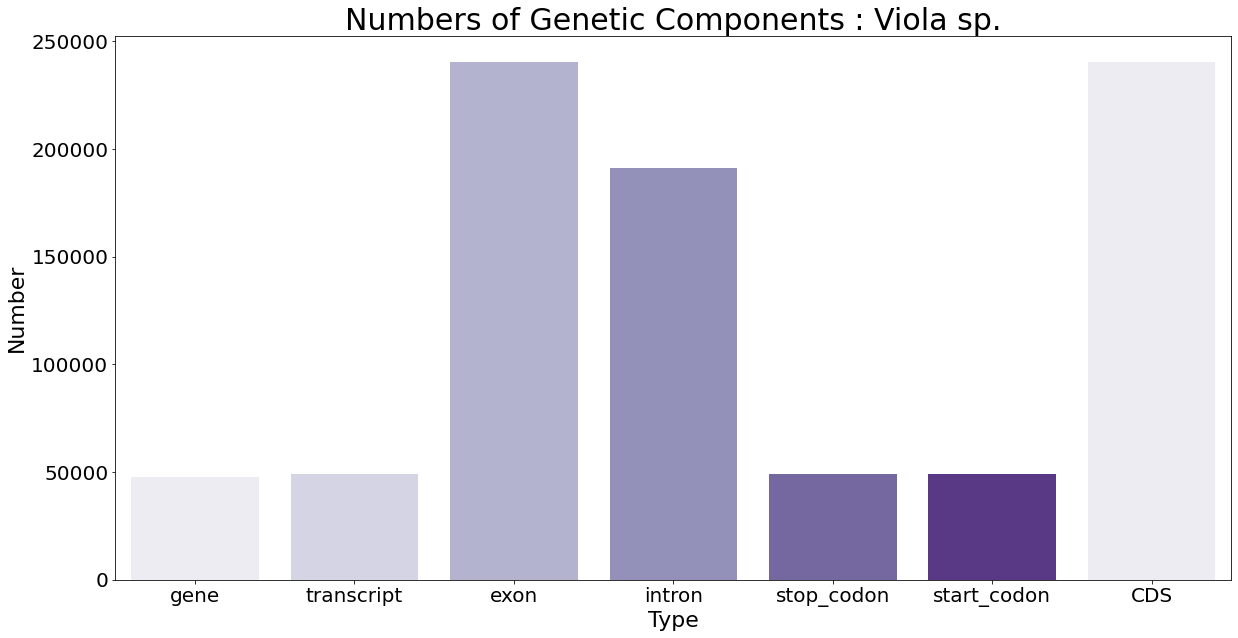 Numbers of Genetic Components : Viola sp.
250000
200000
150000
100000
50000
0
Number
gene transcript exon intron stop_codon start_codon CDS
Type